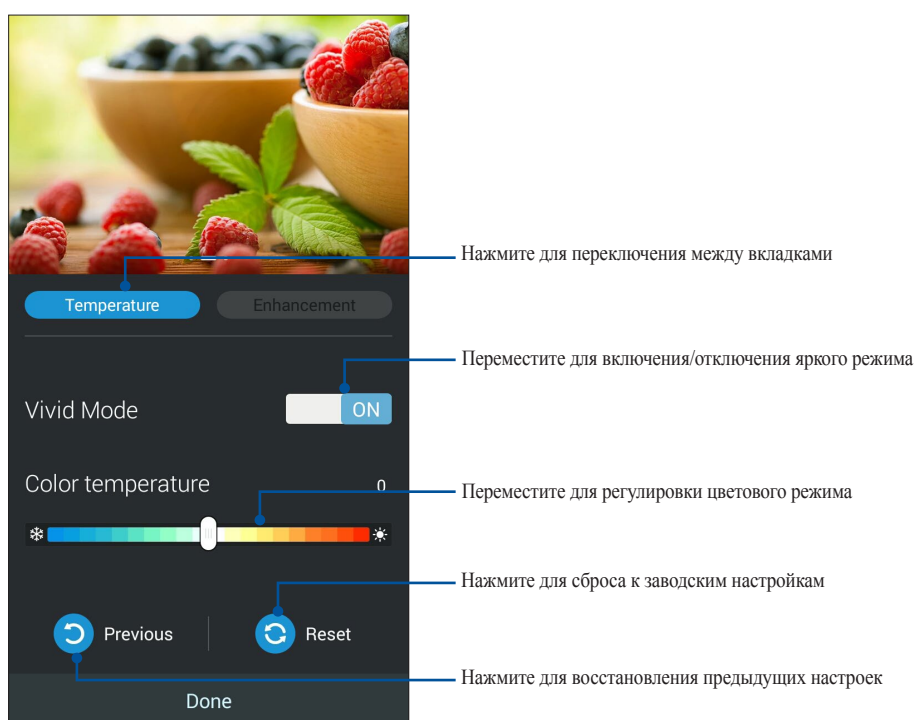 Нажмите для переключения между вкладками
Temperature
Enhancement
Переместите для включения/отключения яркого режима
Vivid Mode
ON
Color temperature
0
Переместите для регулировки цветового режима
Нажмите для сброса к заводским настройкам
Previous
Reset
Нажмите для восстановления предыдущих настроек
Done